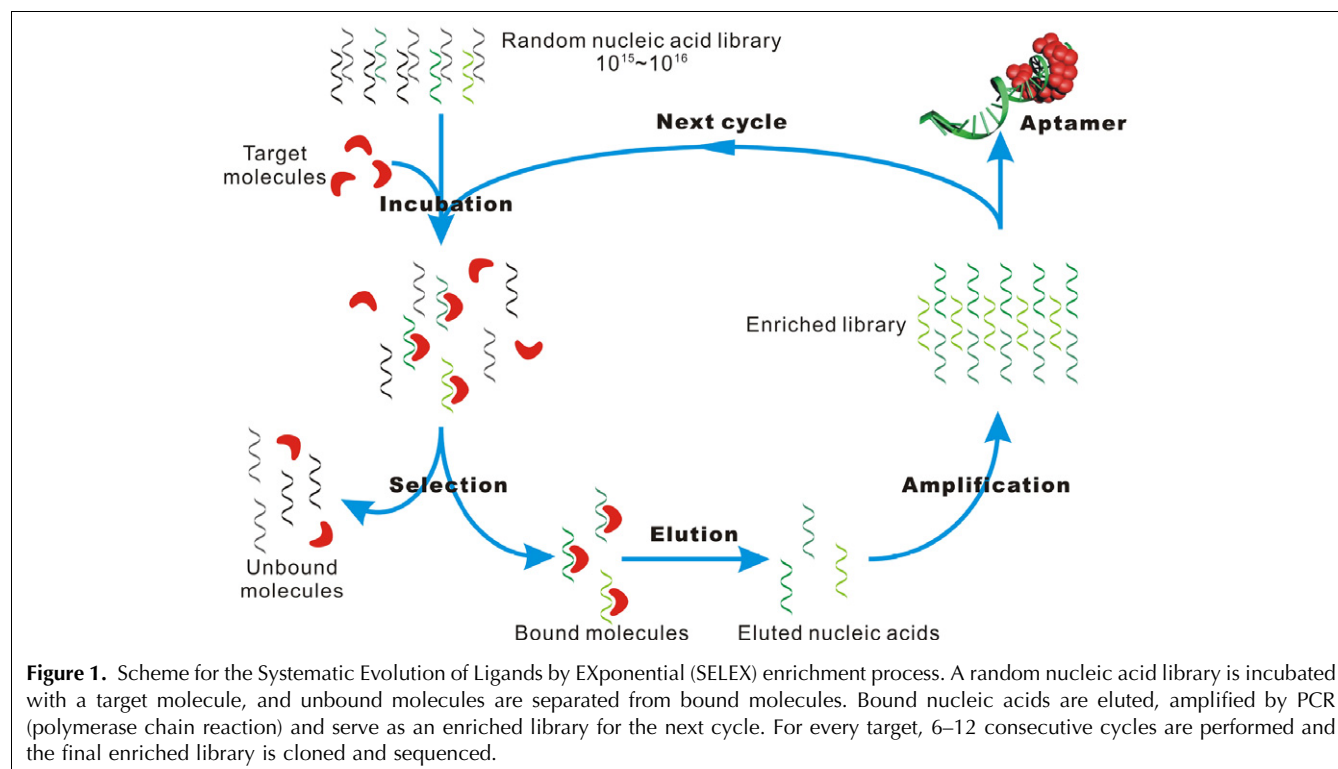 Random nucleic acid library
10¹⁵~10¹⁶
Next cycle
Aptamer
Target
molecules
Incubation
Enriched library
Selection
Amplification
Elution
Unbound
molecules
Bound molecules
Eluted nucleic acids
Figure 1. Scheme for the Systematic Evolution of Ligands by EXponential (SELEX) enrichment process. A random nucleic acid library is incubated
with a target molecule, and unbound molecules are separated from bound molecules. Bound nucleic acids are eluted, amplified by PCR
(polymerase chain reaction) and serve as an enriched library for the next cycle. For every target, 6–12 consecutive cycles are performed and
the final enriched library is cloned and sequenced.